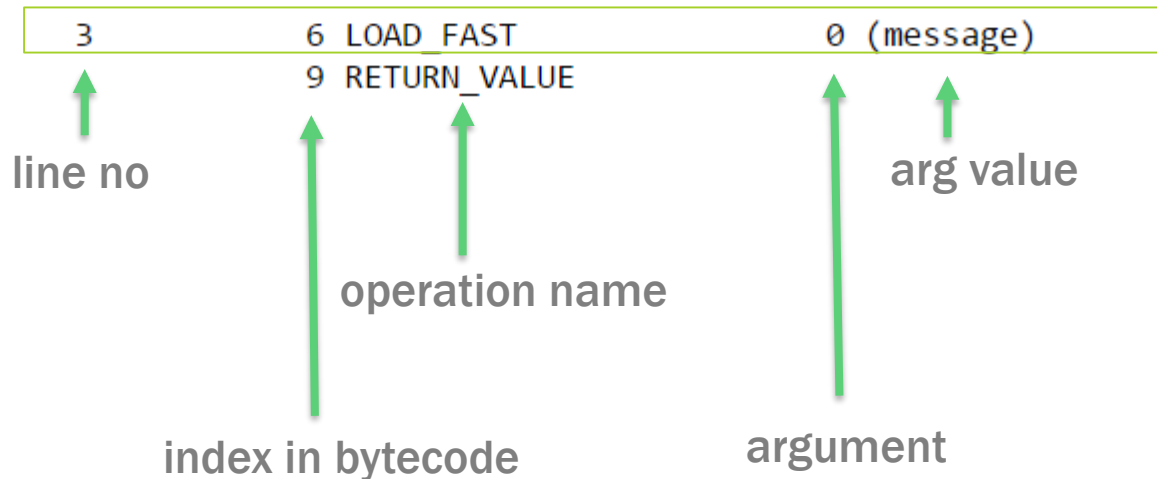 3 6 LOAD_FAST 0 (message)
9 RETURN_VALUE
line no
arg value
operation name
index in bytecode
argument